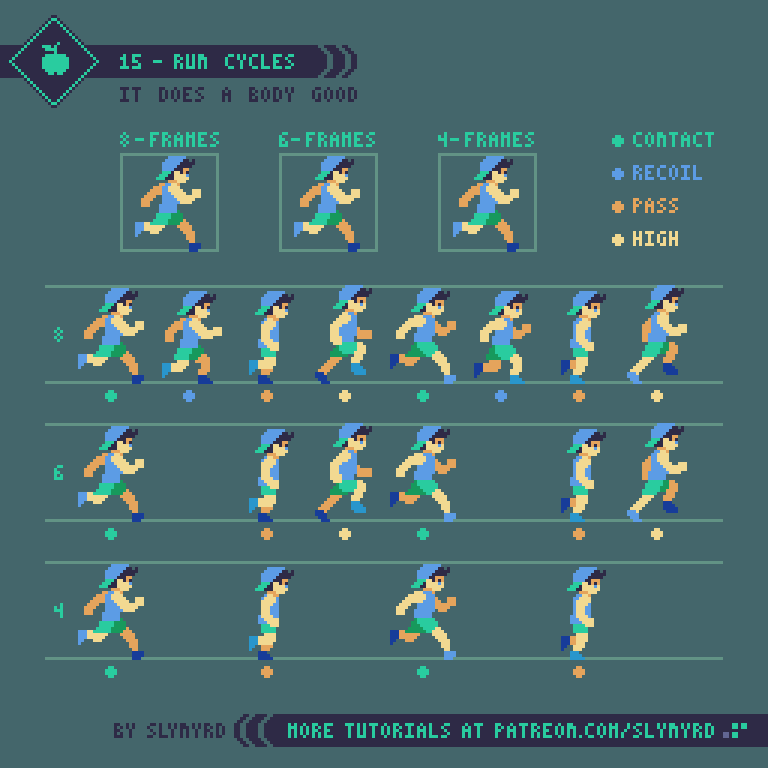 15 - RUN CYCLES
IT DOES A BODY GOOD
8-FRAMES 6-FRAMES 4-FRAMES
CONTACT
RECOIL
PASS
HIGH
8
6
4
BY SLYNYRD
MORE TUTORIALS AT PATREON.COM/SLYNYRD